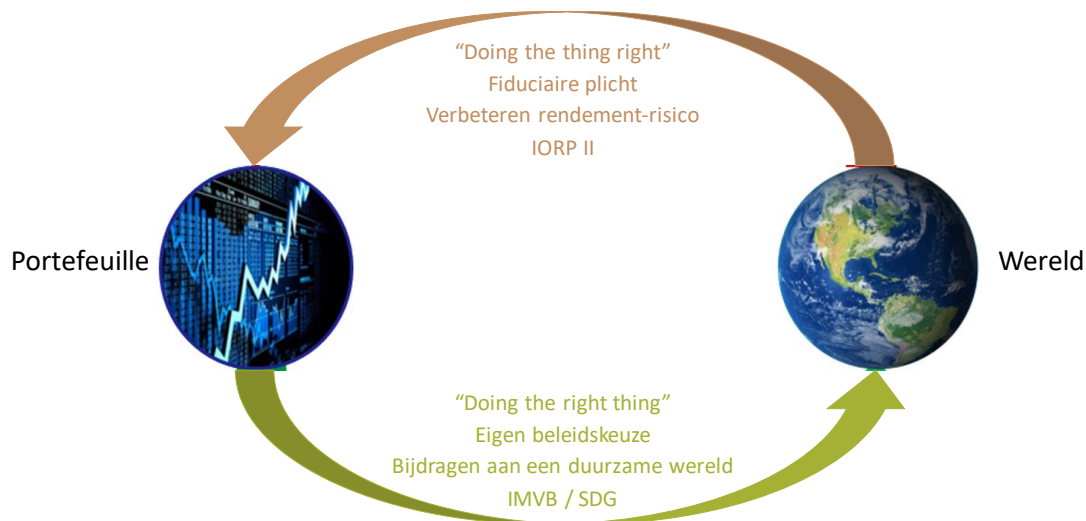 “Doing the thing right”
Fiduciaire plicht
Verbeteren rendement-risico
IORP II
Portefeuille
Wereld
“Doing the right thing”
Eigen beleidskeuze
Bijdragen aan een duurzame wereld
IMVB / SDG